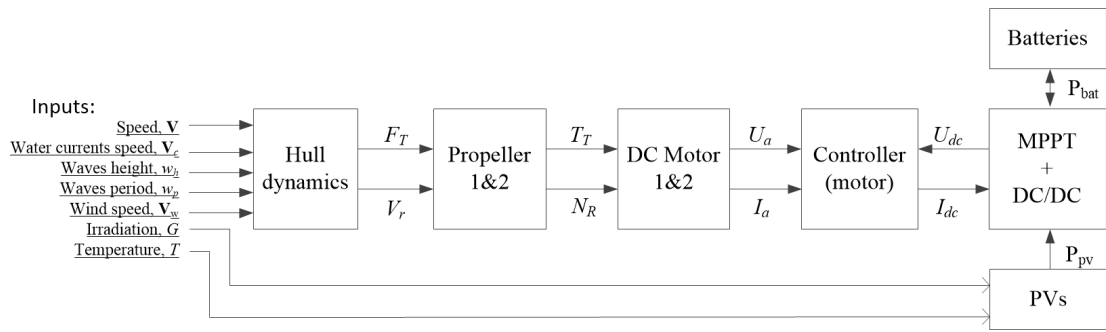 Batteries
P_bat
Inputs:
Speed, V
Water currents speed, V_c
Waves height, w_h
Waves period, w_p
Wind speed, V_w
Irradiation, G
Temperature, T
Hull
dynamics
F_T
V_r
Propeller
1&2
T_T
N_R
DC Motor
1&2
U_a
I_a
Controller
(motor)
U_dc
I_dc
MPPT
+
DC/DC
P_pv
PVs